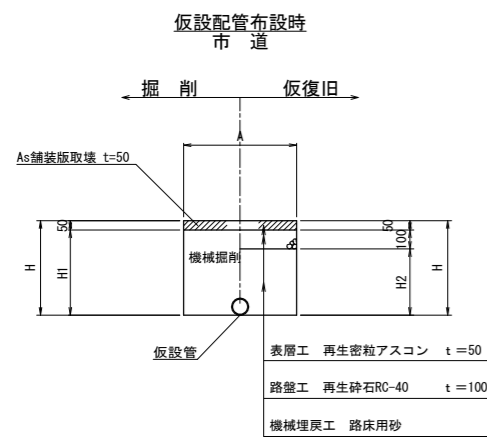 仮設配管布設時
市 道
掘 削 仮復旧
A
As舗装版取壊 t=50
50
H
H1
機械掘削
50
100
H2
H
仮設管
表層工 再生密粒アスコン t=50
路盤工 再生砕石RC-40 t=100
機械埋戻工 路床用砂